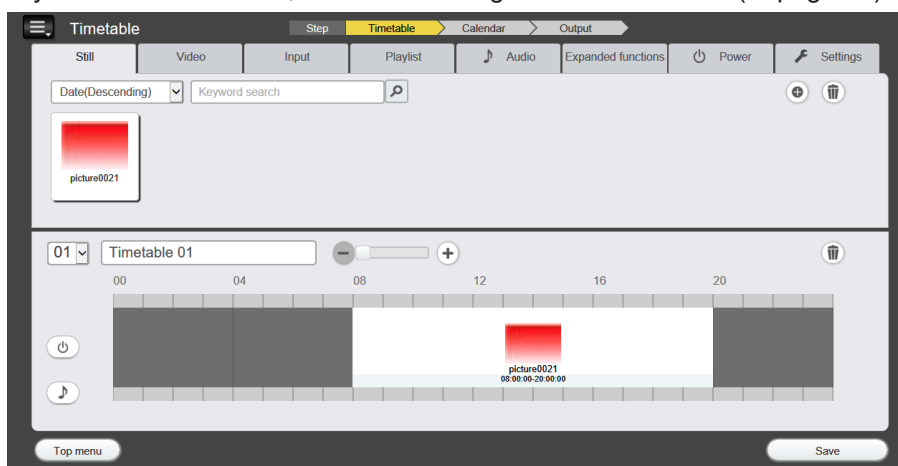 Timetable Step Timetable Calendar Output
Still Video Input Playlist Audio Expanded functions Power Settings
Date(Descending) Keyword search
picture0021
01 Timetable 01
00 04 08 12 16 20
picture0021
08:00:00-20:00:00
Top menu Save